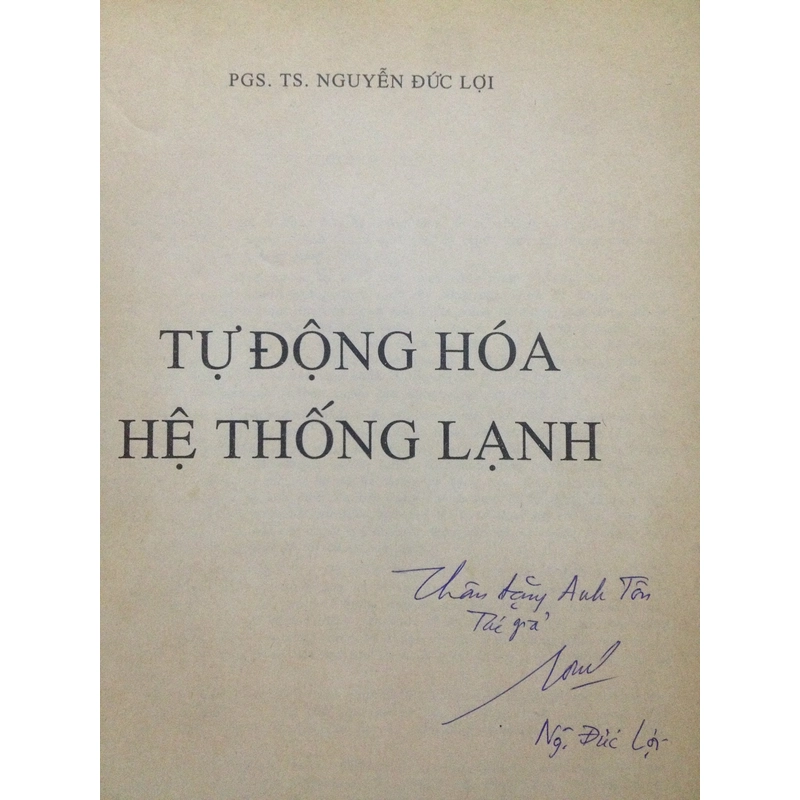 PGS. TS. NGUYỄN ĐỨC LỢI
TỰ ĐỘNG HÓA
HỆ THỐNG LẠNH
Thân tặng Anh Tôn
Tác giả
Ng. Đức Lợi